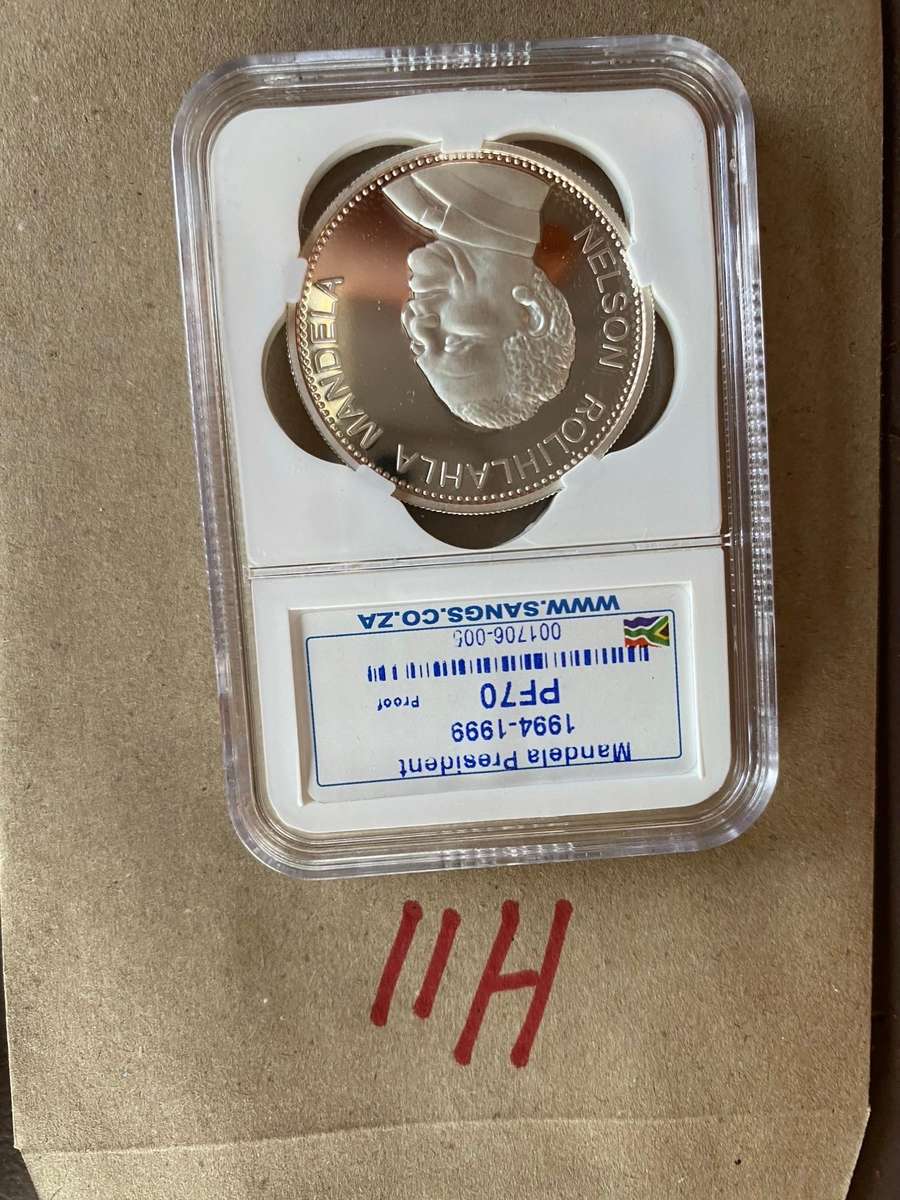 Mandela President
1994-1999
PF70 Proof
001706-005
WWW.SANGS.CO.ZA
NELSON ROLIHLAHLA MANDELA
H11